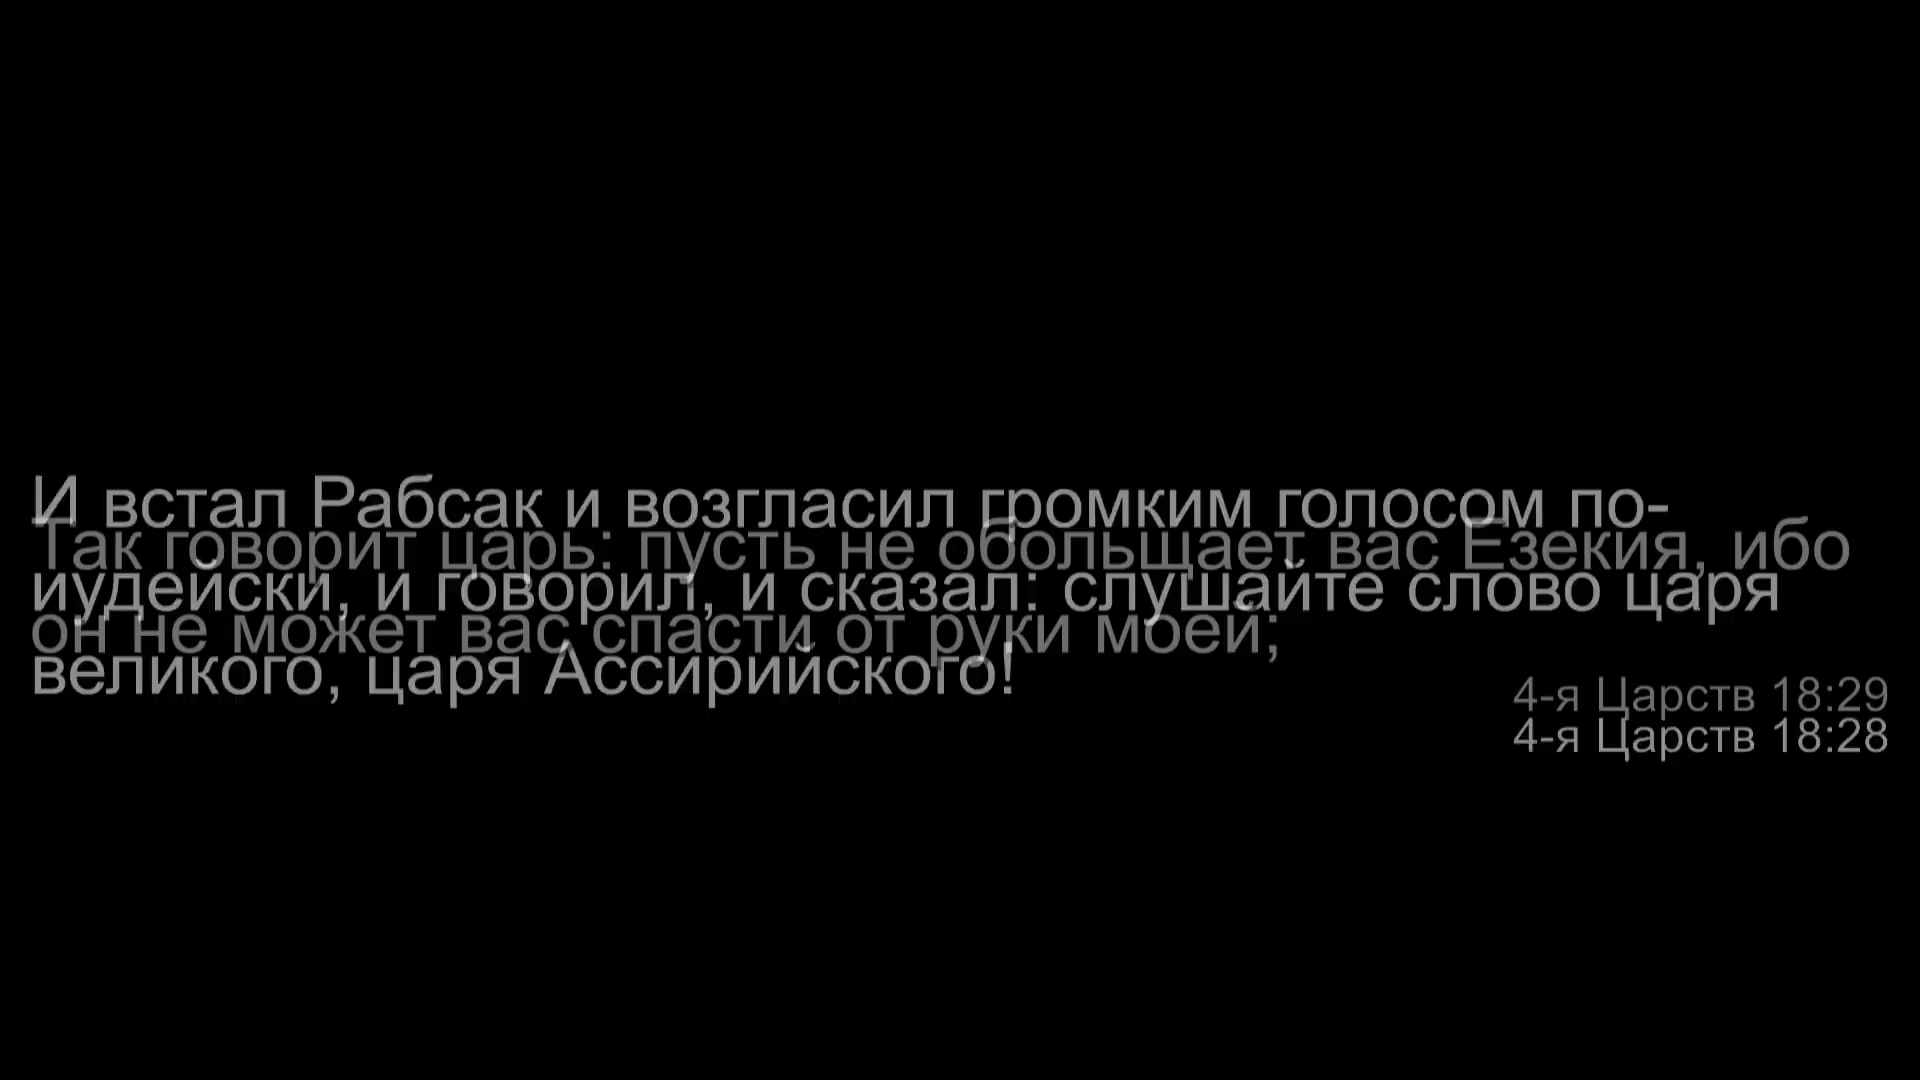 И встал Рабсак и возгласил громким голосом по-
иудейски, и говорил, и сказал: слушайте слово царя
великого, царя Ассирийского!
4-я Царств 18:28
Так говорит царь: пусть не обольщает вас Езекия, ибо
он не может вас спасти от руки моей;
4-я Царств 18:29